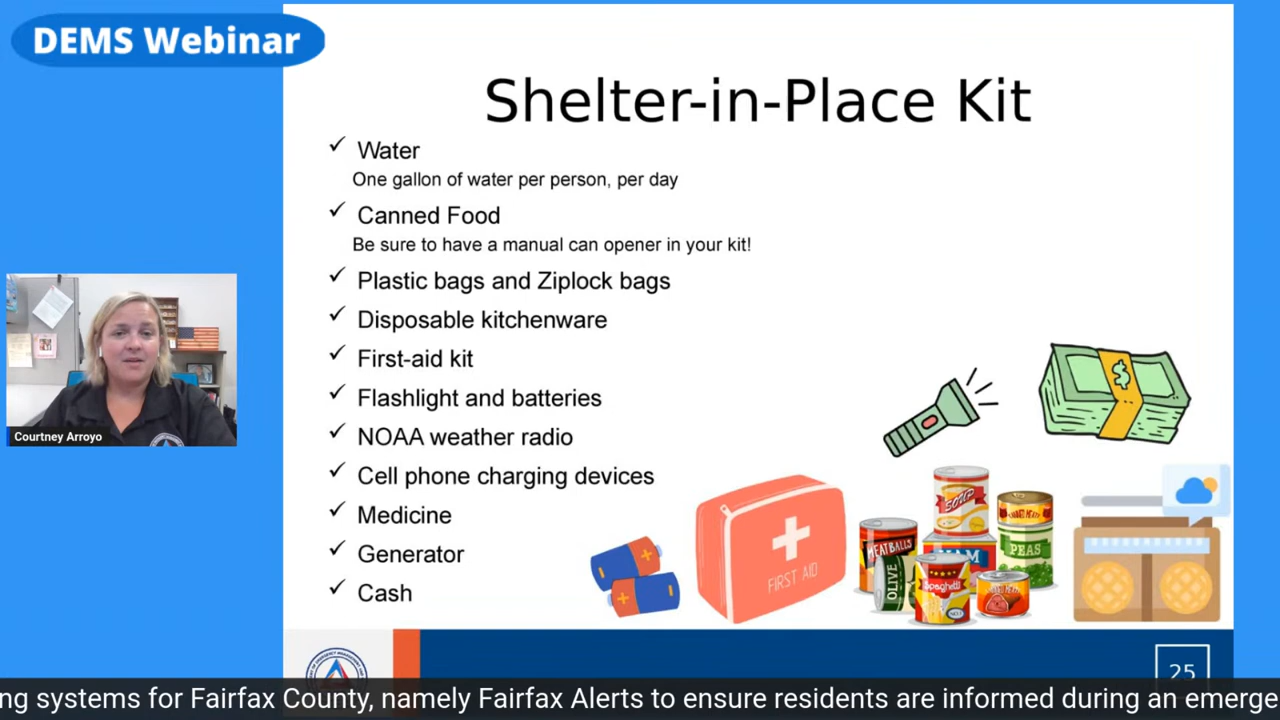 DEMS Webinar
Shelter-in-Place Kit
Water
One gallon of water per person, per day
Canned Food
Be sure to have a manual can opener in your kit!
Plastic bags and Ziplock bags
Disposable kitchenware
First-aid kit
Flashlight and batteries
NOAA weather radio
Cell phone charging devices
Medicine
Generator
Cash
Courtney Arroyo
$
FIRST AID
SOUP
MEATBALLS
PEAS
OLIVE
Spaghetti
25
ng systems for Fairfax County, namely Fairfax Alerts to ensure residents are informed during an emerge